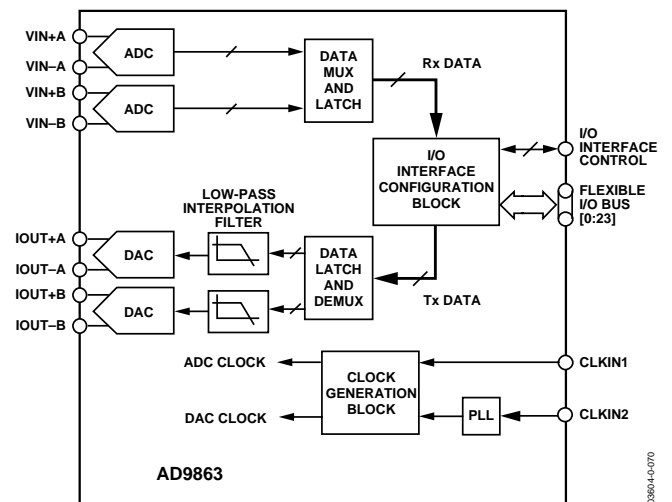 VIN+A
VIN–A
VIN+B
VIN–B
ADC
ADC
DATA
MUX
AND
LATCH
Rx DATA
I/O
INTERFACE
CONFIGURATION
BLOCK
I/O
INTERFACE
CONTROL
FLEXIBLE
I/O BUS
[0:23]
LOW-PASS
INTERPOLATION
FILTER
IOUT+A
IOUT–A
IOUT+B
IOUT–B
DAC
DAC
DATA
LATCH
AND
DEMUX
Tx DATA
ADC CLOCK
DAC CLOCK
CLOCK
GENERATION
BLOCK
PLL
CLKIN1
CLKIN2
AD9863
03604-0-070